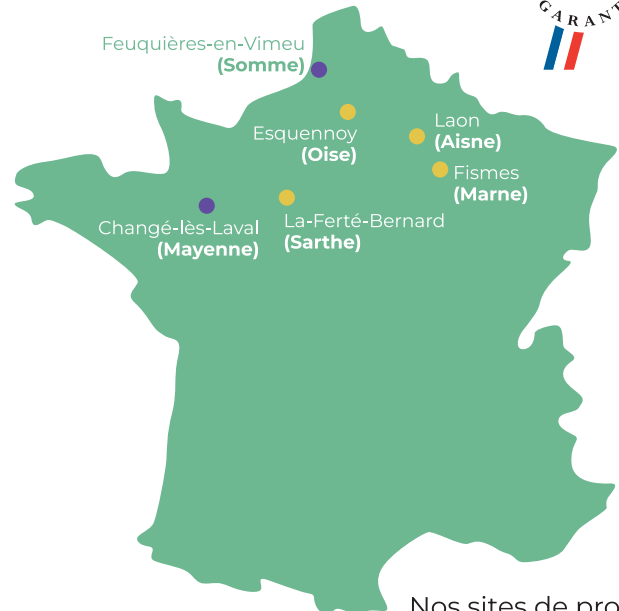 GARANT
Feuquières-en-Vimeu
(Somme)
Esquennoy
(Oise)
Laon
(Aisne)
Fismes
(Marne)
Changé-lès-Laval
(Mayenne)
La-Ferté-Bernard
(Sarthe)
Nos sites de pro